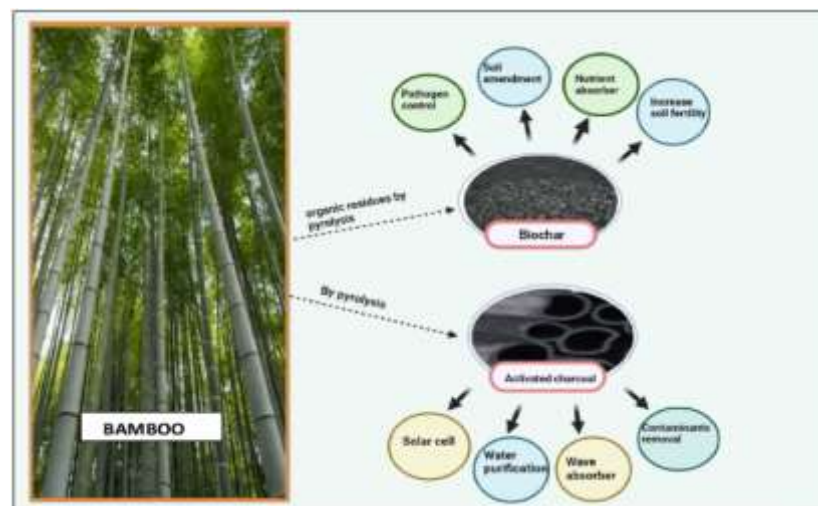 BAMBOO
organic residues by
pyrolysis
By pyrolysis
Pathogen
control
Soil
amendment
Nutrient
absorber
Increase
soil fertility
Biochar
Activated charcoal
Solar cell
Water
purification
Wave
absorber
Contaminants
removal